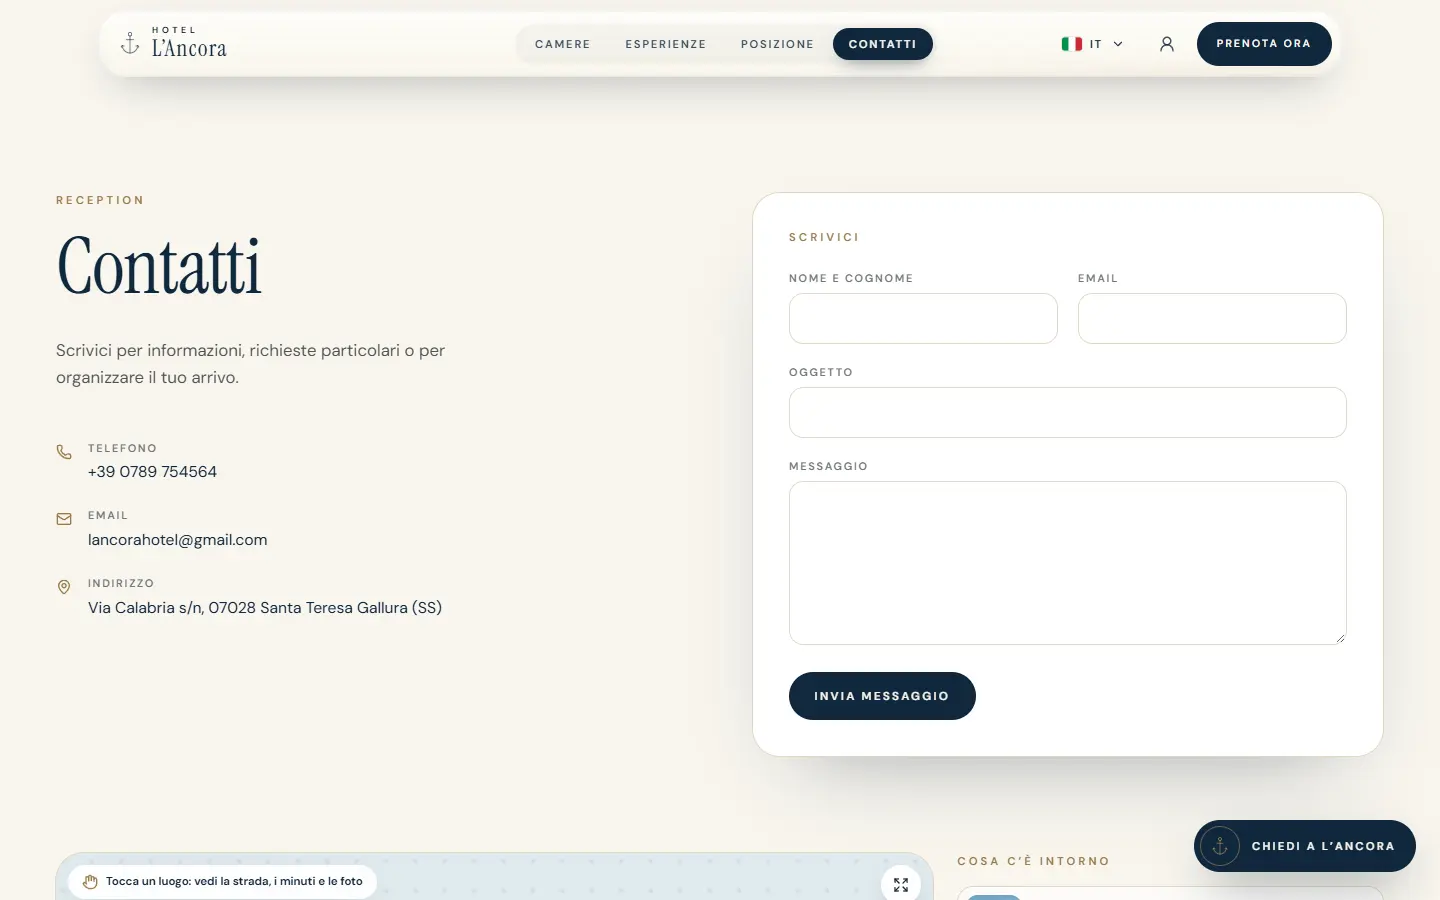 HOTEL
L'Ancora
CAMERE
ESPERIENZE
POSIZIONE
CONTATTI
IT
PRENOTA ORA
RECEPTION
Contatti
Scrivici per informazioni, richieste particolari o per
organizzare il tuo arrivo.
TELEFONO
+39 0789 754564
EMAIL
lancorahotel@gmail.com
INDIRIZZO
Via Calabria s/n, 07028 Santa Teresa Gallura (SS)
SCRIVICI
NOME E COGNOME
EMAIL
OGGETTO
MESSAGGIO
INVIA MESSAGGIO
Tocca un luogo: vedi la strada, i minuti e le foto
COSA C'È INTORNO
CHIEDI A L'ANCORA